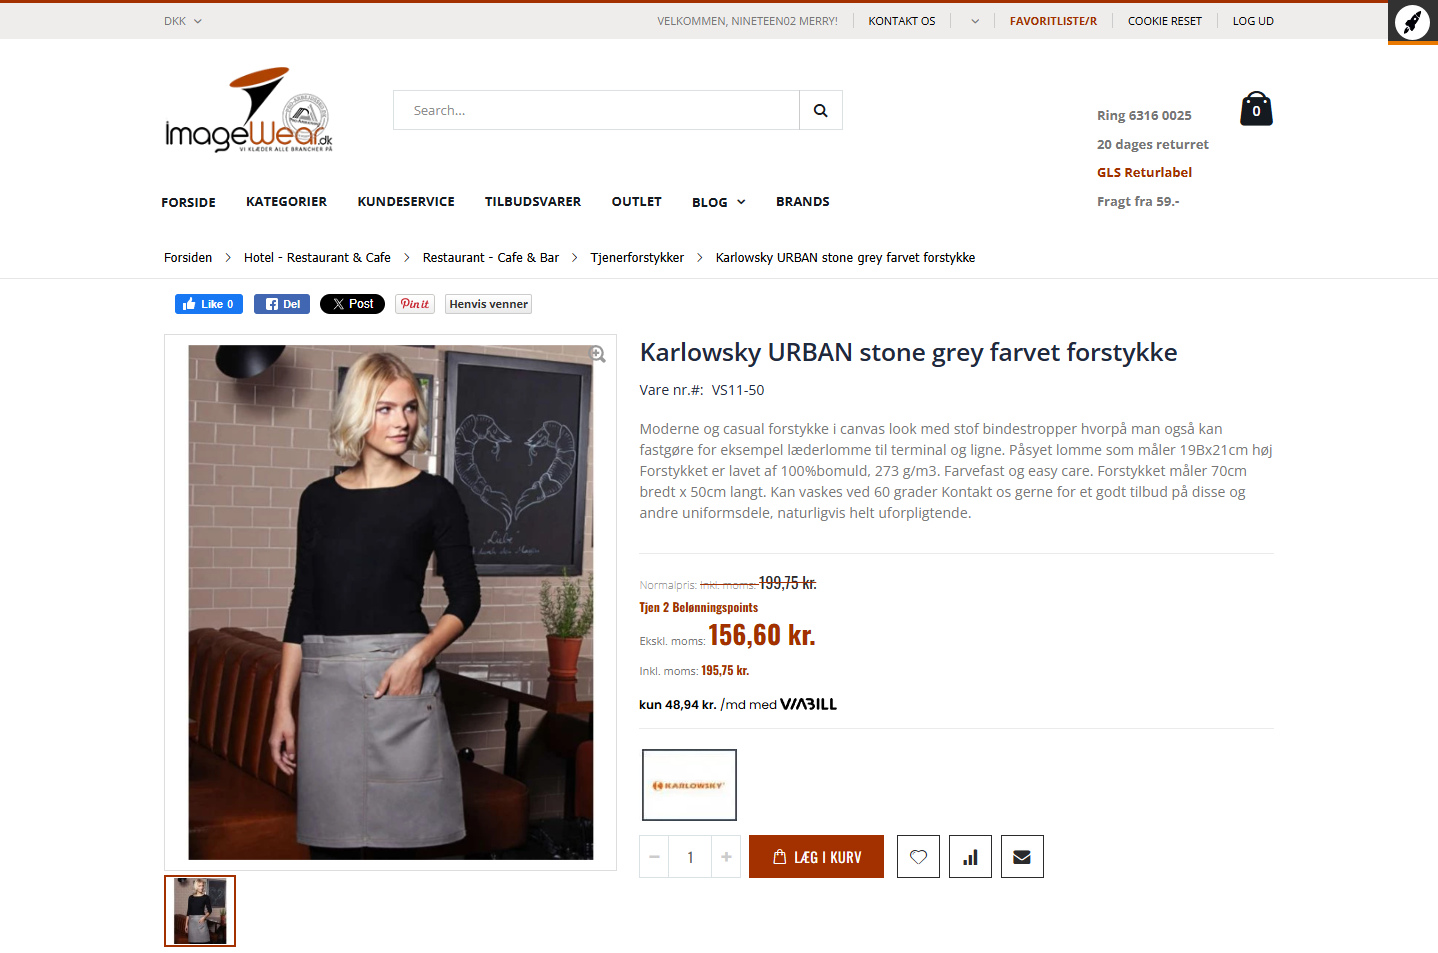 DKK
VELKOMMEN, NINETEEN02 MERRY!
KONTAKT OS
FAVORITLISTE/R
COOKIE RESET
LOG UD
imageWear.dk
VI KLÆDER ALLE BRANCHER PÅ
Search...
0
Ring 6316 0025
20 dages returret
GLS Returlabel
Fragt fra 59.-
FORSIDE
KATEGORIER
KUNDESERVICE
TILBUDSVARER
OUTLET
BLOG
BRANDS
Forsiden
Hotel - Restaurant & Cafe
Restaurant - Cafe & Bar
Tjenerforstykker
Karlowsky URBAN stone grey farvet forstykke
Like 0
Del
Post
Pin it
Henvis venner
Liebe
Karlowsky URBAN stone grey farvet forstykke
Vare nr.#: VS11-50
Moderne og casual forstykke i canvas look med stof bindestropper hvorpå man også kan
fastgøre for eksempel læderlomme til terminal og ligne. Påsyet lomme som måler 19Bx21cm høj
Forstykket er lavet af 100%bomuld, 273 g/m3. Farvefast og easy care. Forstykket måler 70cm
bredt x 50cm langt. Kan vaskes ved 60 grader Kontakt os gerne for et godt tilbud på disse og
andre uniformsdele, naturligvis helt uforpligtende.
Normalpris: Inkl. moms: 199,75 kr.
Tjen 2 Belønningspoints
Ekskl. moms: 156,60 kr.
Inkl. moms: 195,75 kr.
kun 48,94 kr. /md med VIABILL
KARLOWSKY
1
LÆG I KURV